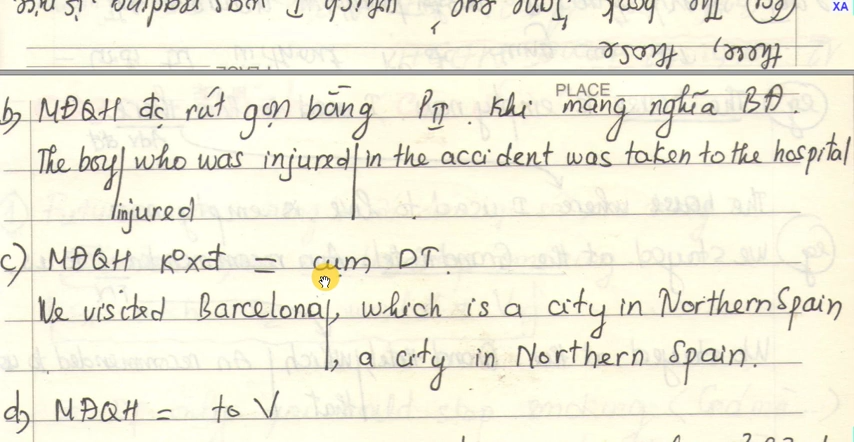 there, those
b) MĐQH đc rút gọn bằng PII khi mang nghĩa BĐ.
PLACE
The boy who was injured in the accident was taken to the hospital
injured
c) MĐQH k° xđ = cụm DT.
We visited Barcelona, which is a city in Northern Spain
, a city in Northern Spain.
d) MĐQH = to V
XA